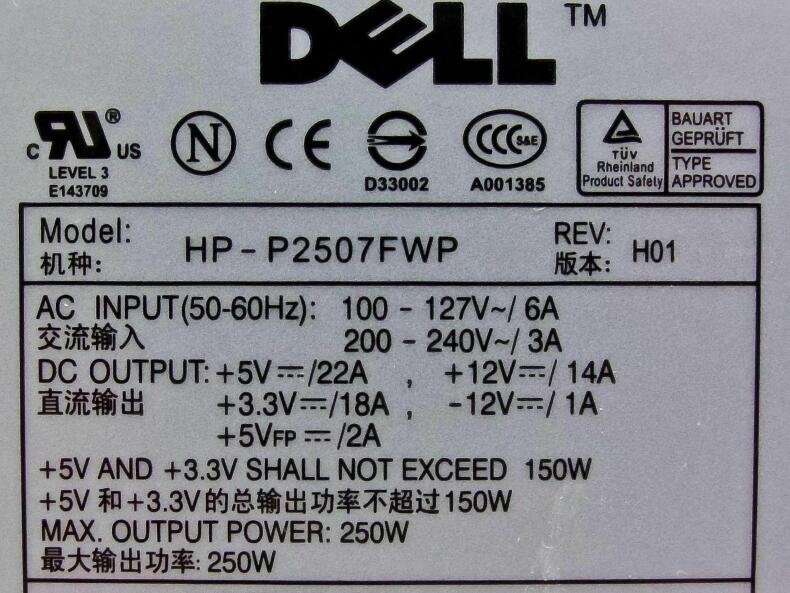 DELL™
c RU® US
LEVEL 3
E143709
N
CE
D33002
CCC S&E
A001385
TÜV
Rheinland
Product Safety
BAUART
GEPRÜFT
TYPE
APPROVED
Model: HP-P2507FWP REV: H01
机种: 版本:
AC INPUT(50-60Hz): 100 - 127V~/ 6A
交流输入 200 - 240V~/ 3A
DC OUTPUT: +5V⎓/22A , +12V⎓/ 14A
直流输出 +3.3V⎓/18A , -12V⎓/ 1A
+5VFP⎓/2A
+5V AND +3.3V SHALL NOT EXCEED 150W
+5V 和+3.3V的总输出功率不超过150W
MAX. OUTPUT POWER: 250W
最大输出功率: 250W